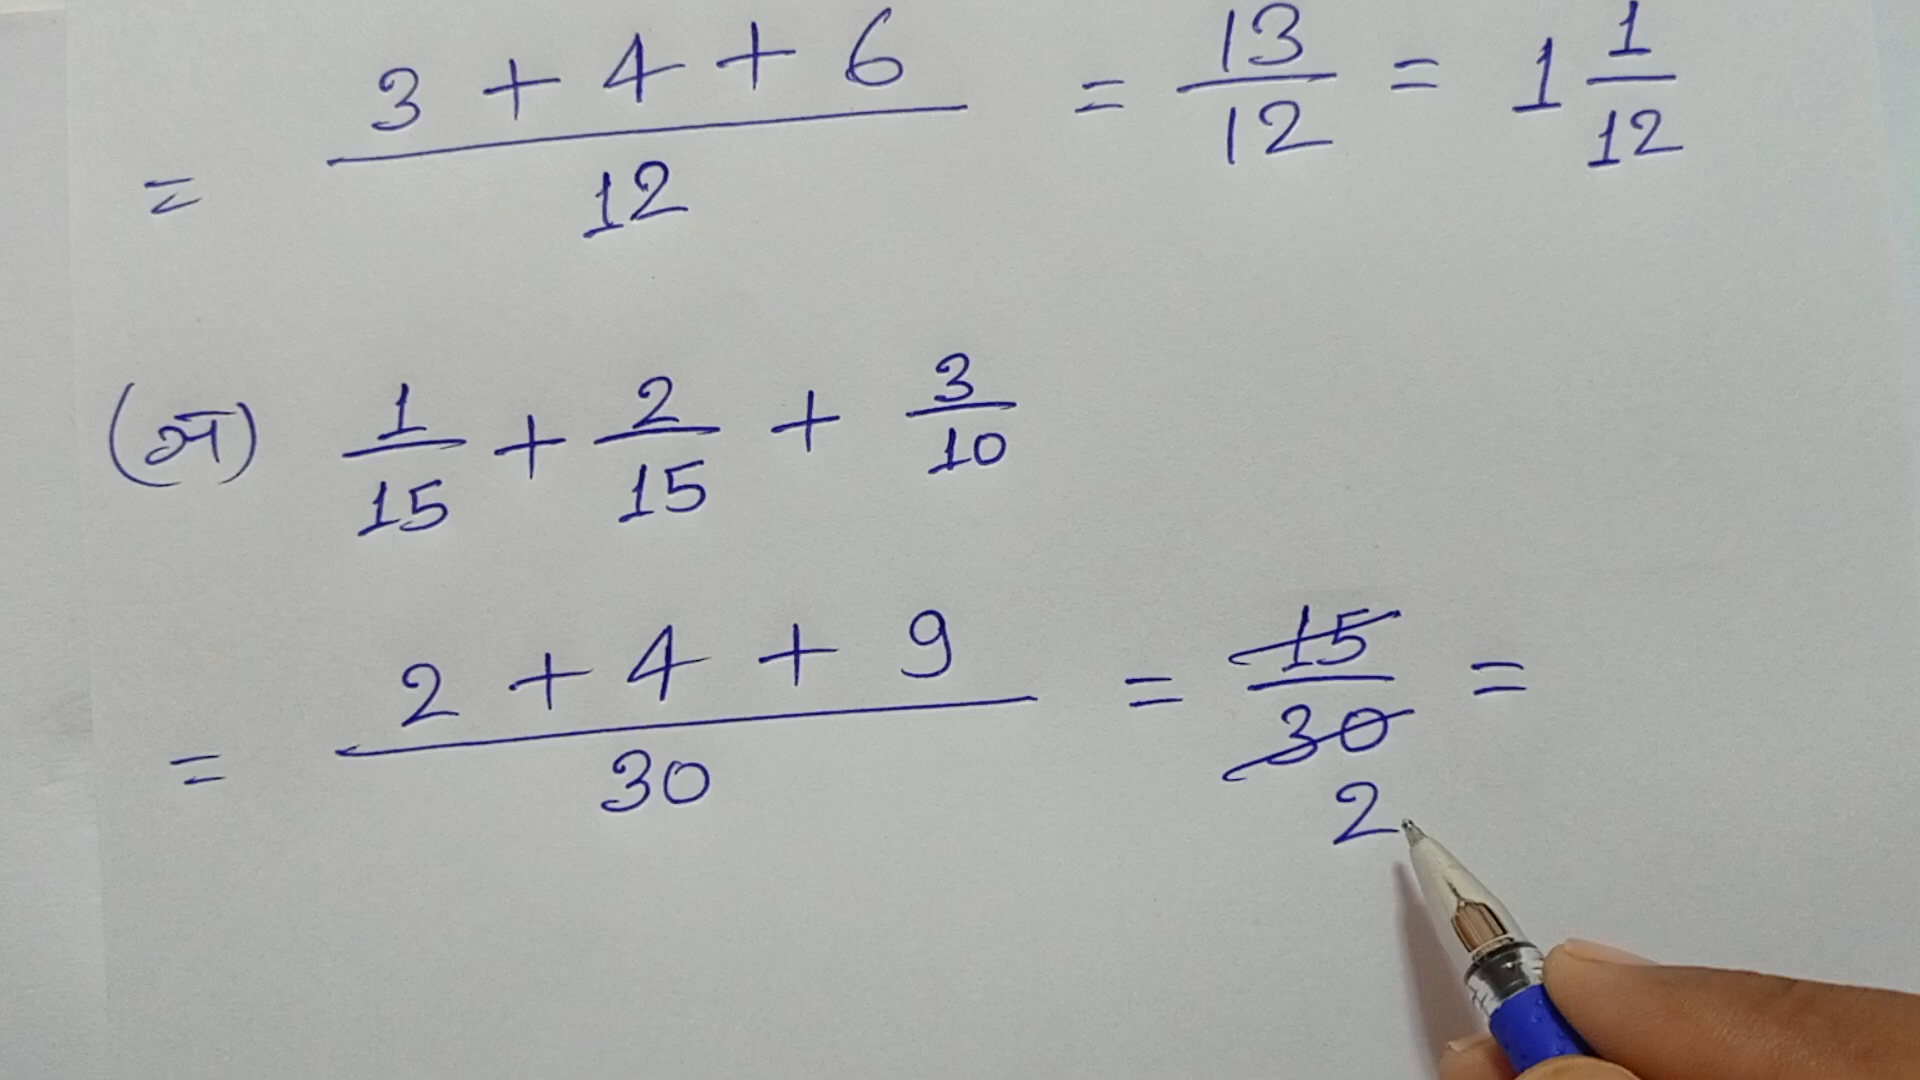 = (3 + 4 + 6)/12 = 13/12 = 1 1/12
(ज) 1/15 + 2/15 + 3/10
= (2 + 4 + 9)/30 = 15/30 =
2